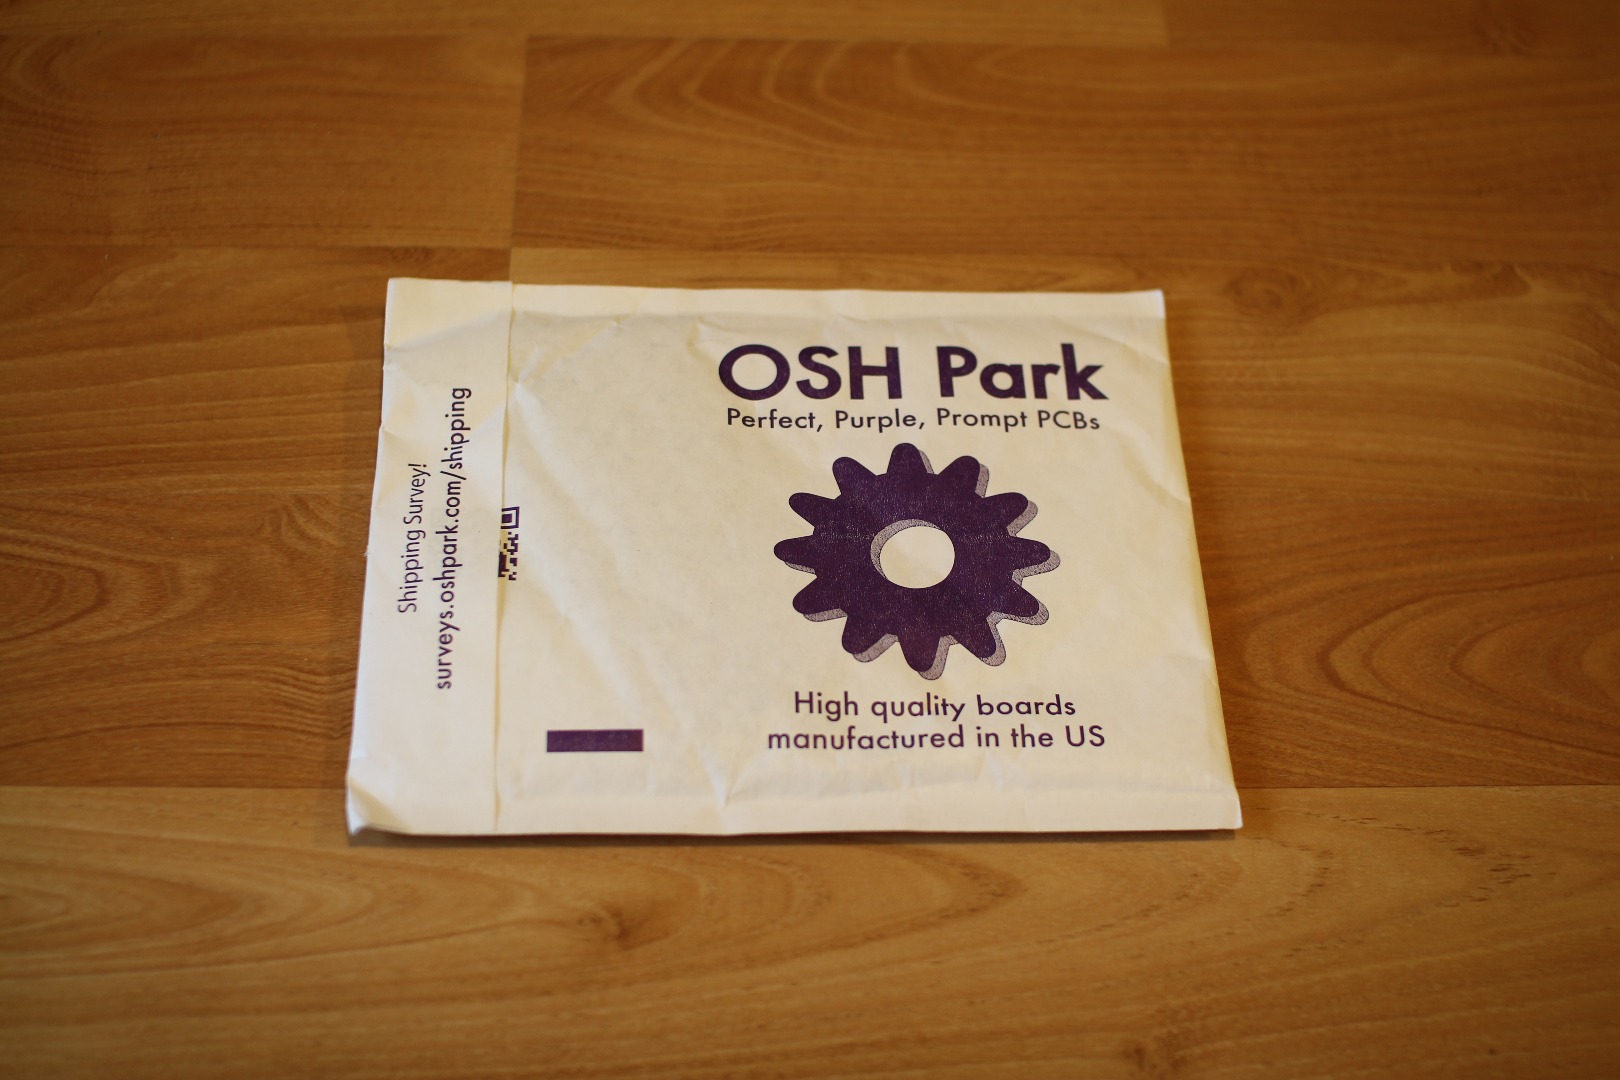 OSH Park
Perfect, Purple, Prompt PCBs
High quality boards
manufactured in the US
Shipping Survey!
surveys.oshpark.com/shipping